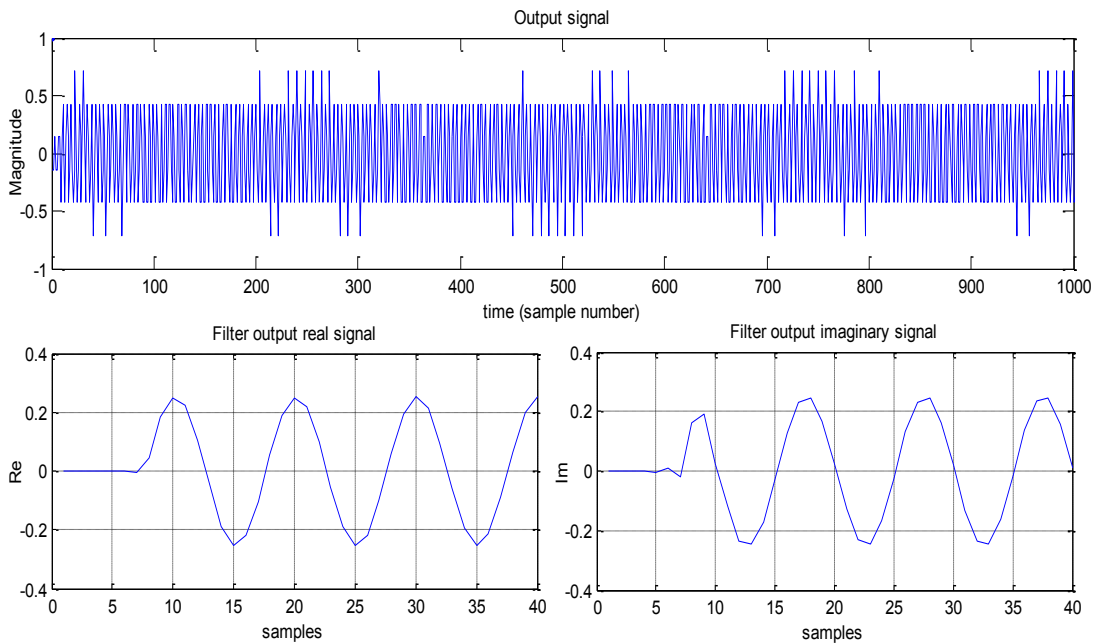 Output signal
1
0.5
0
-0.5
-1
Magnitude
0 100 200 300 400 500 600 700 800 900 1000
time (sample number)
Filter output real signal
0.4
0.2
0
-0.2
-0.4
Re
0 5 10 15 20 25 30 35 40
samples
Filter output imaginary signal
0.4
0.2
0
-0.2
-0.4
Im
0 5 10 15 20 25 30 35 40
samples